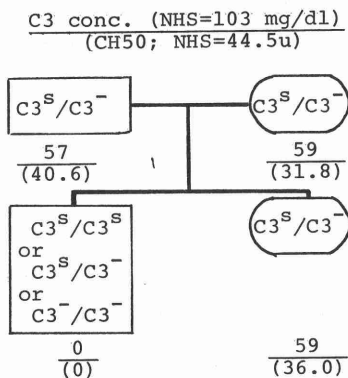 C3 conc. (NHS=103 mg/dl)
(CH50; NHS=44.5u)
C3ˢ/C3⁻
C3ˢ/C3⁻
57
(40.6)
59
(31.8)
C3ˢ/C3ˢ
or
C3ˢ/C3⁻
or
C3⁻/C3⁻
C3ˢ/C3⁻
0
(0)
59
(36.0)